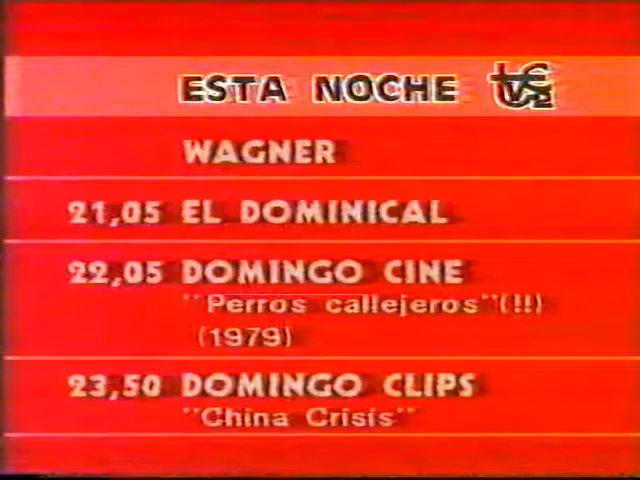 ESTA NOCHE tve2
WAGNER
21,05 EL DOMINICAL
22,05 DOMINGO CINE
"Perros callejeros"(!!)
(1979)
23,50 DOMINGO CLIPS
"China Crisis"